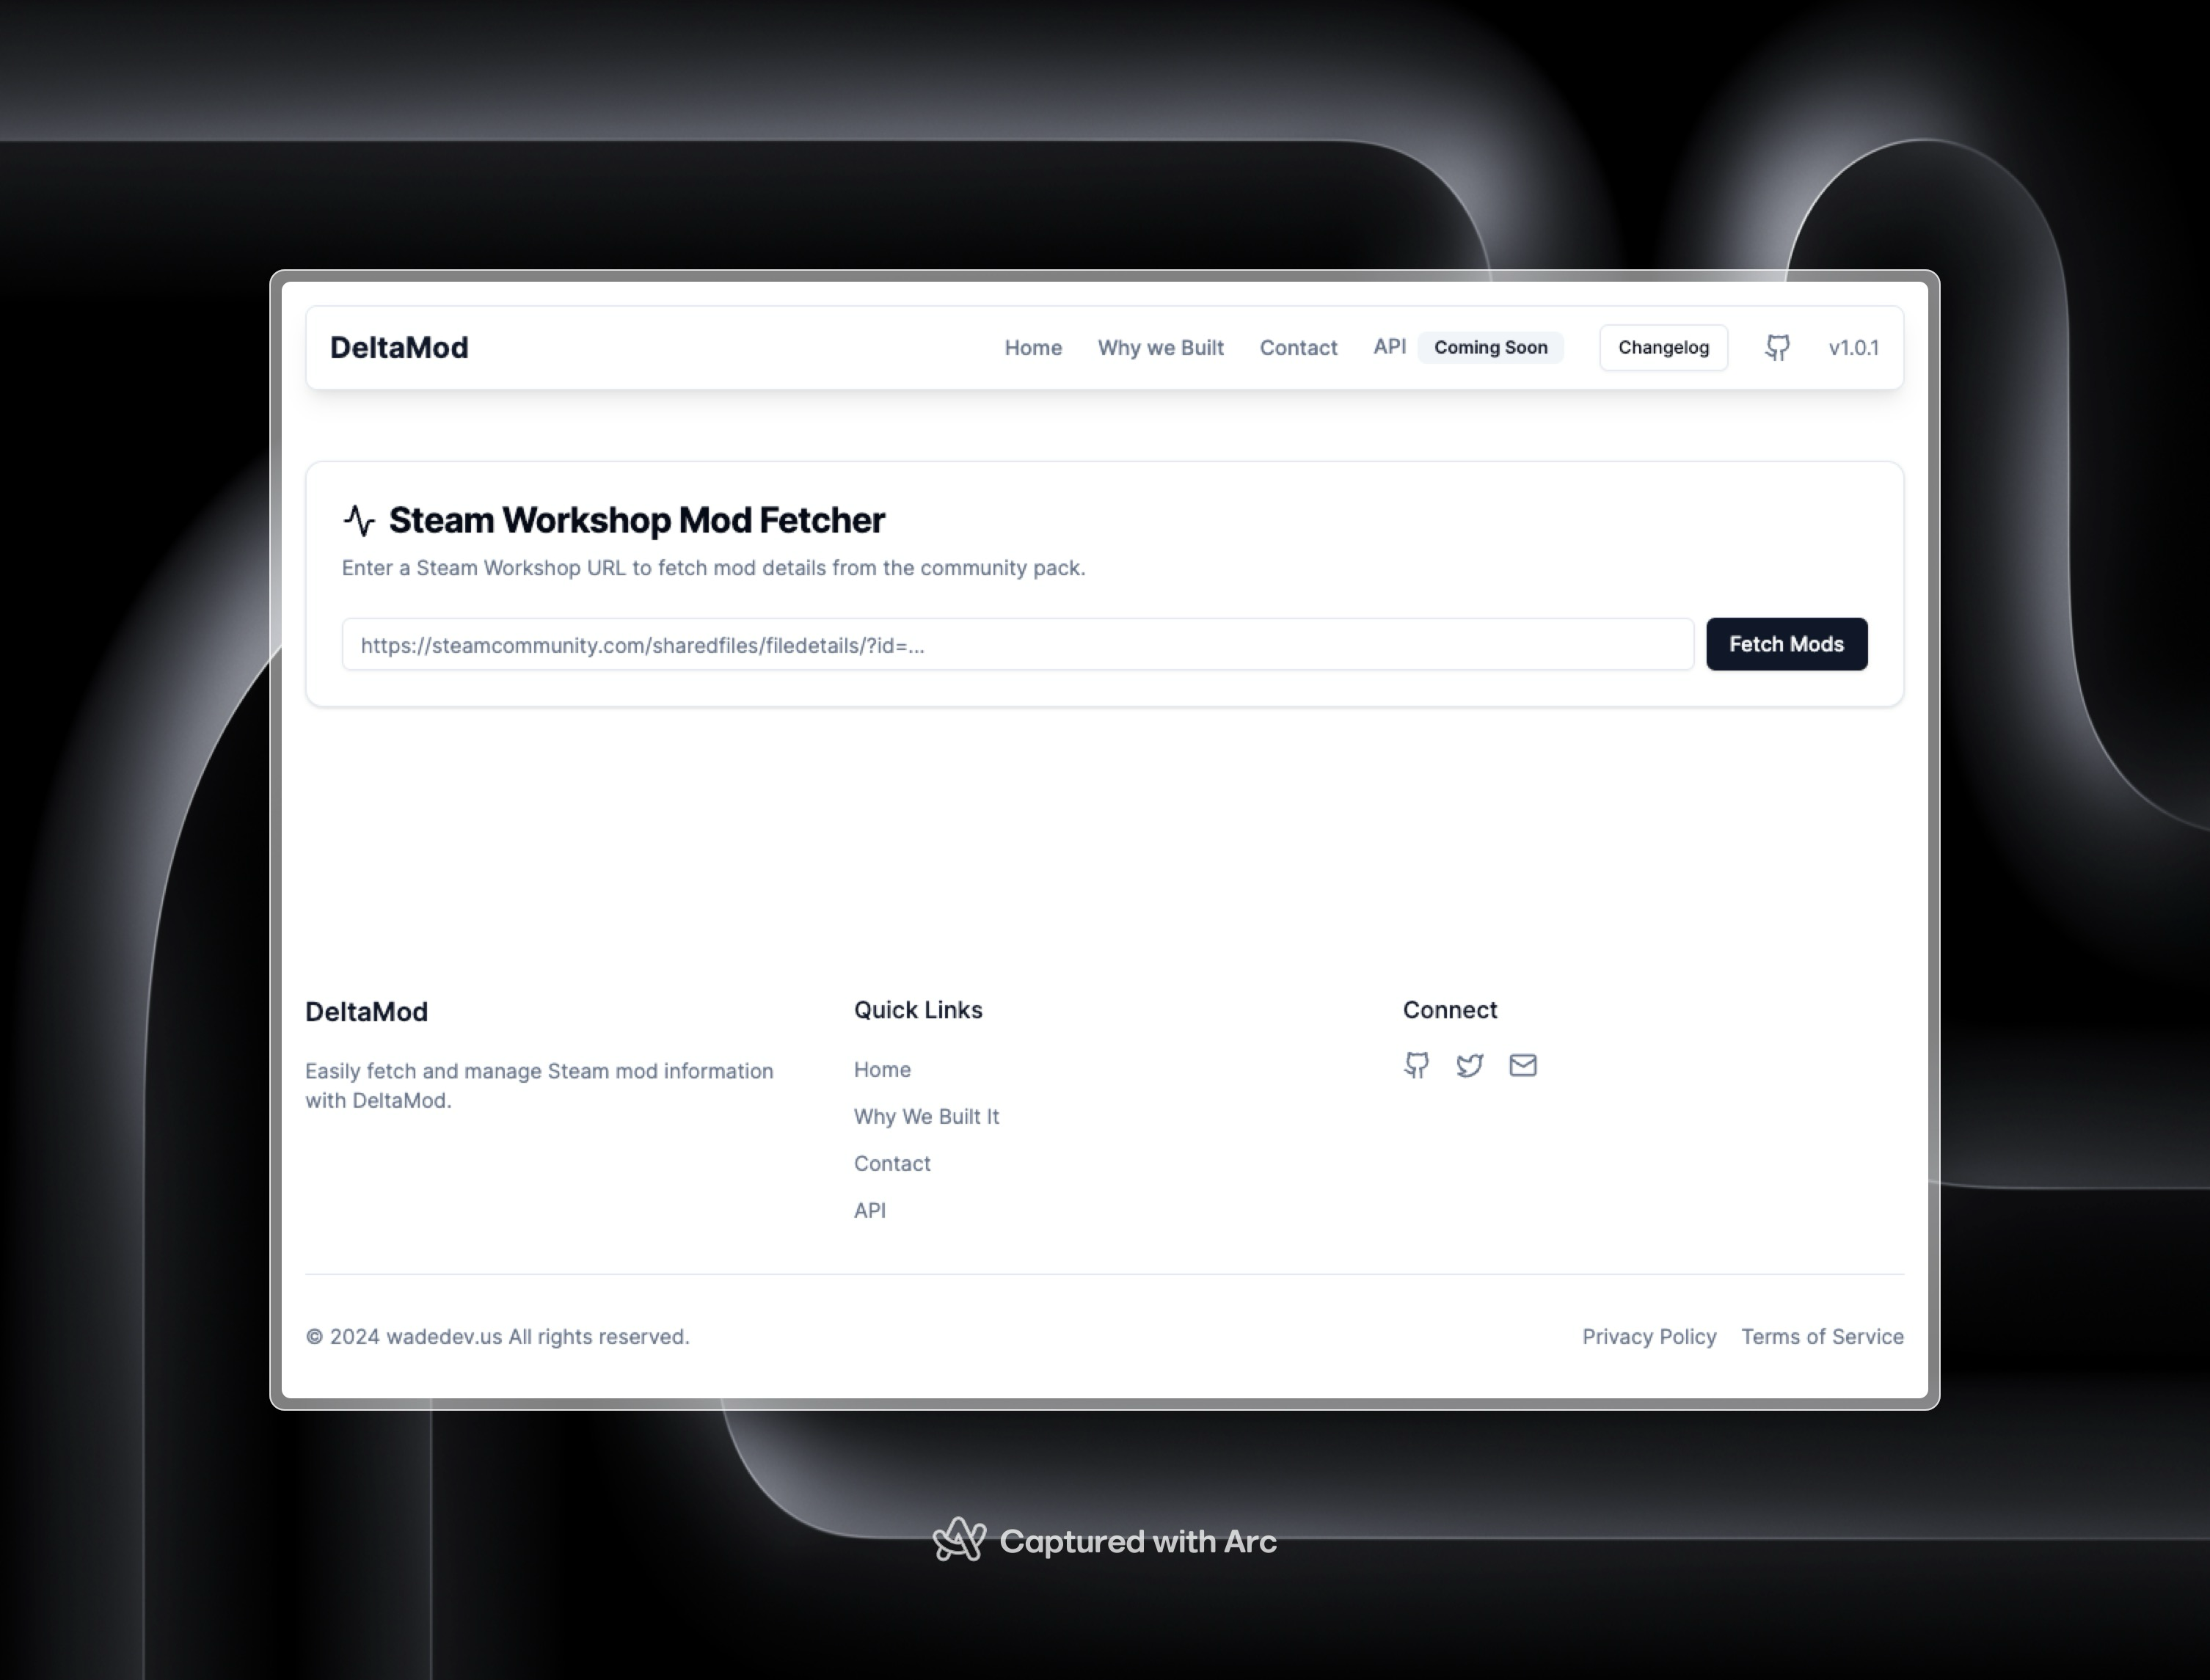 DeltaMod
Home Why we Built Contact API Coming Soon Changelog v1.0.1
Steam Workshop Mod Fetcher
Enter a Steam Workshop URL to fetch mod details from the community pack.
https://steamcommunity.com/sharedfiles/filedetails/?id=...
Fetch Mods
DeltaMod
Easily fetch and manage Steam mod information
with DeltaMod.
Quick Links
Home
Why We Built It
Contact
API
Connect
© 2024 wadedev.us All rights reserved.
Privacy Policy Terms of Service
Captured with Arc